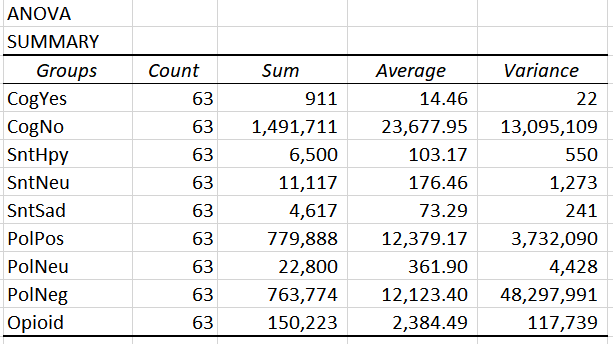 ANOVA
SUMMARY
Groups Count Sum Average Variance
CogYes 63 911 14.46 22
CogNo 63 1,491,711 23,677.95 13,095,109
SntHpy 63 6,500 103.17 550
SntNeu 63 11,117 176.46 1,273
SntSad 63 4,617 73.29 241
PolPos 63 779,888 12,379.17 3,732,090
PolNeu 63 22,800 361.90 4,428
PolNeg 63 763,774 12,123.40 48,297,991
Opioid 63 150,223 2,384.49 117,739